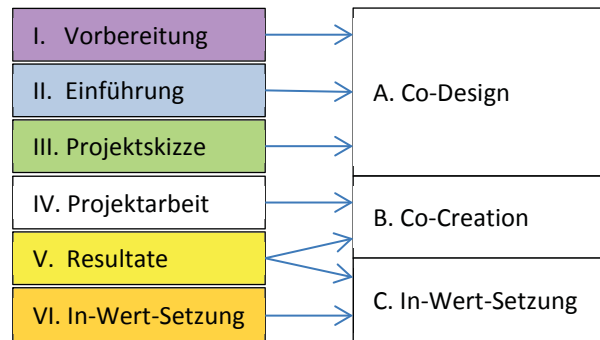 I. Vorbereitung
II. Einführung
III. Projektskizze
IV. Projektarbeit
V. Resultate
VI. In-Wert-Setzung
A. Co-Design
B. Co-Creation
C. In-Wert-Setzung